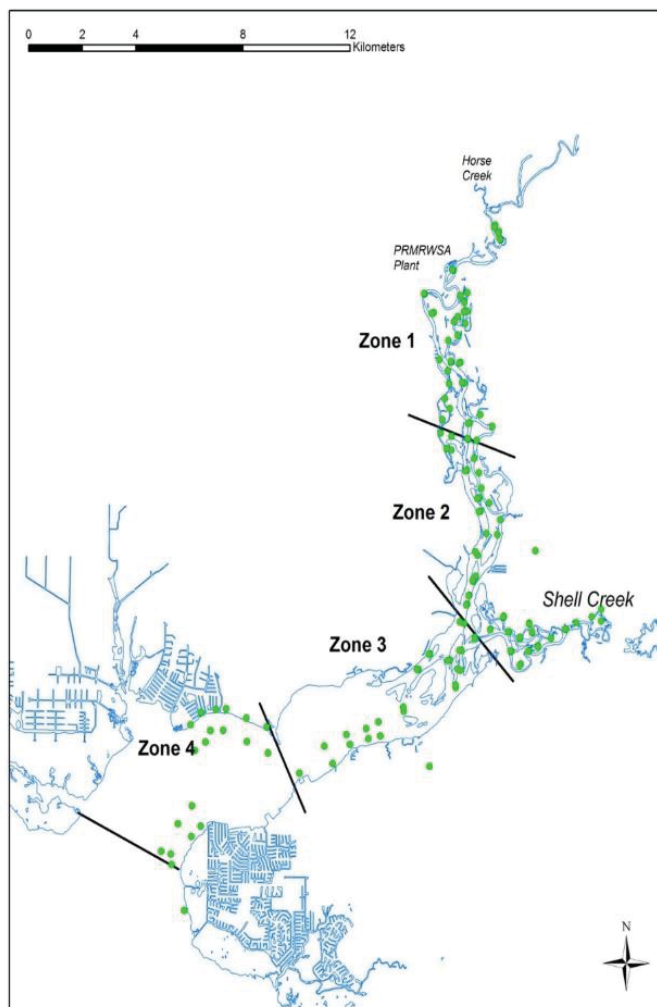 0 2 4 8 12
Kilometers
Horse
Creek
PRMRWSA
Plant
Zone 1
Zone 2
Shell Creek
Zone 3
Zone 4
N